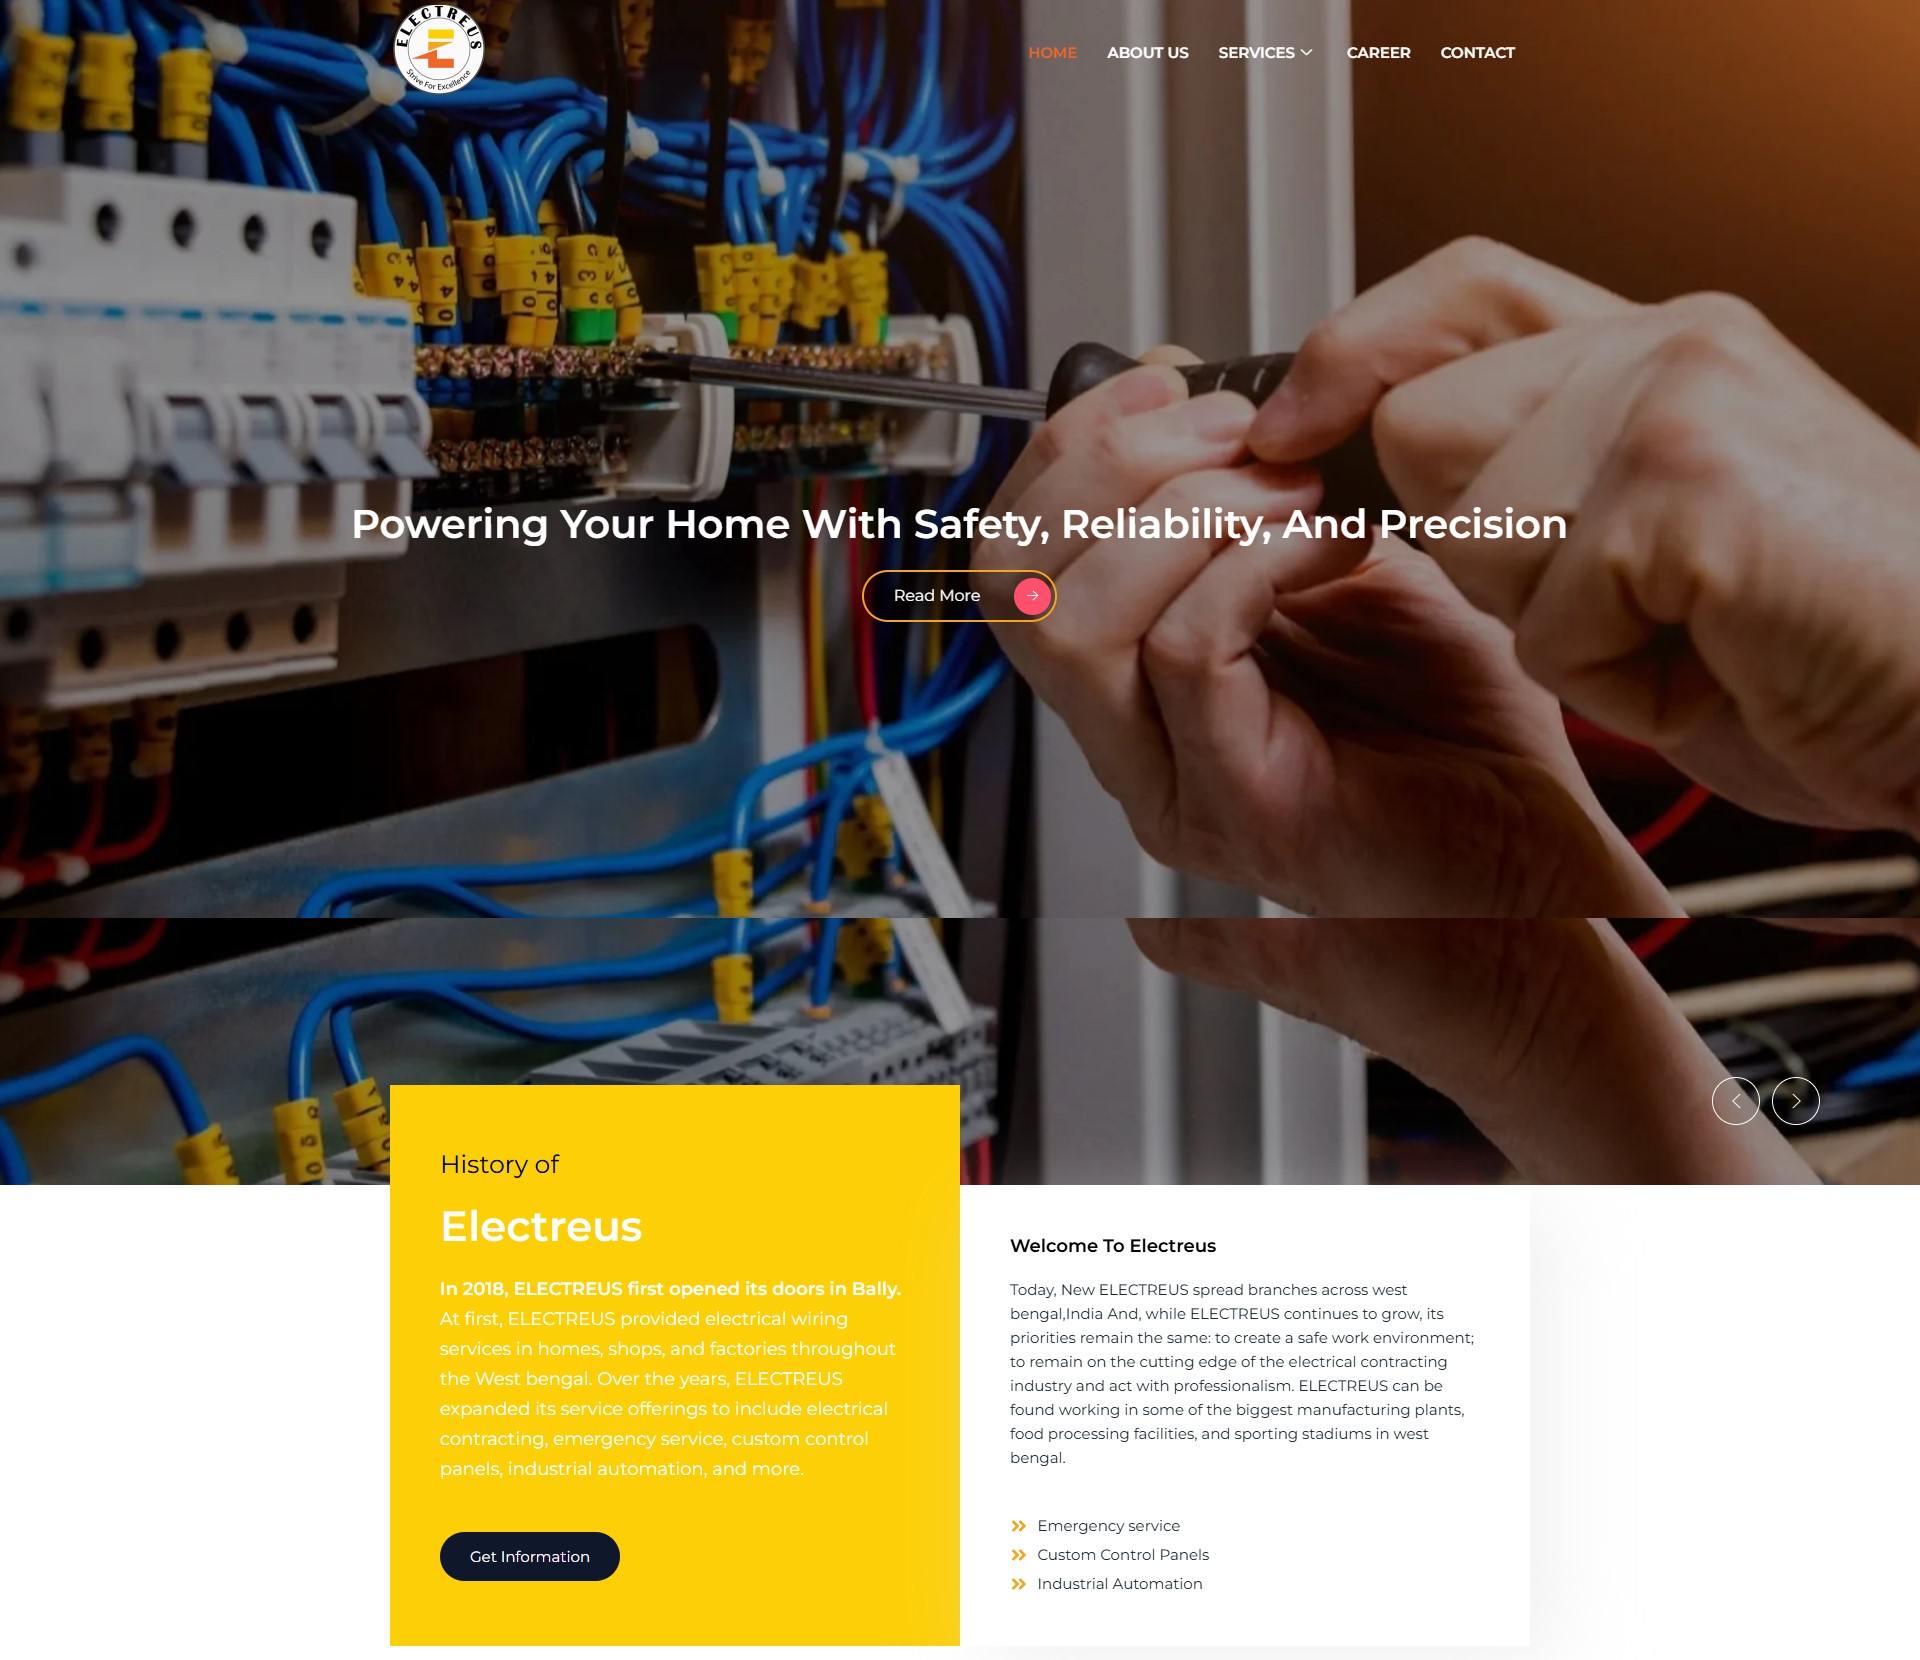 ELECTREUS
Strive For Excellence
HOME ABOUT US SERVICES CAREER CONTACT
Powering Your Home With Safety, Reliability, And Precision
Read More
History of
Electreus
In 2018, ELECTREUS first opened its doors in Bally.
At first, ELECTREUS provided electrical wiring
services in homes, shops, and factories throughout
the West bengal. Over the years, ELECTREUS
expanded its service offerings to include electrical
contracting, emergency service, custom control
panels, industrial automation, and more.
Get Information
Welcome To Electreus
Today, New ELECTREUS spread branches across west
bengal,India And, while ELECTREUS continues to grow, its
priorities remain the same: to create a safe work environment;
to remain on the cutting edge of the electrical contracting
industry and act with professionalism. ELECTREUS can be
found working in some of the biggest manufacturing plants,
food processing facilities, and sporting stadiums in west
bengal.
Emergency service
Custom Control Panels
Industrial Automation